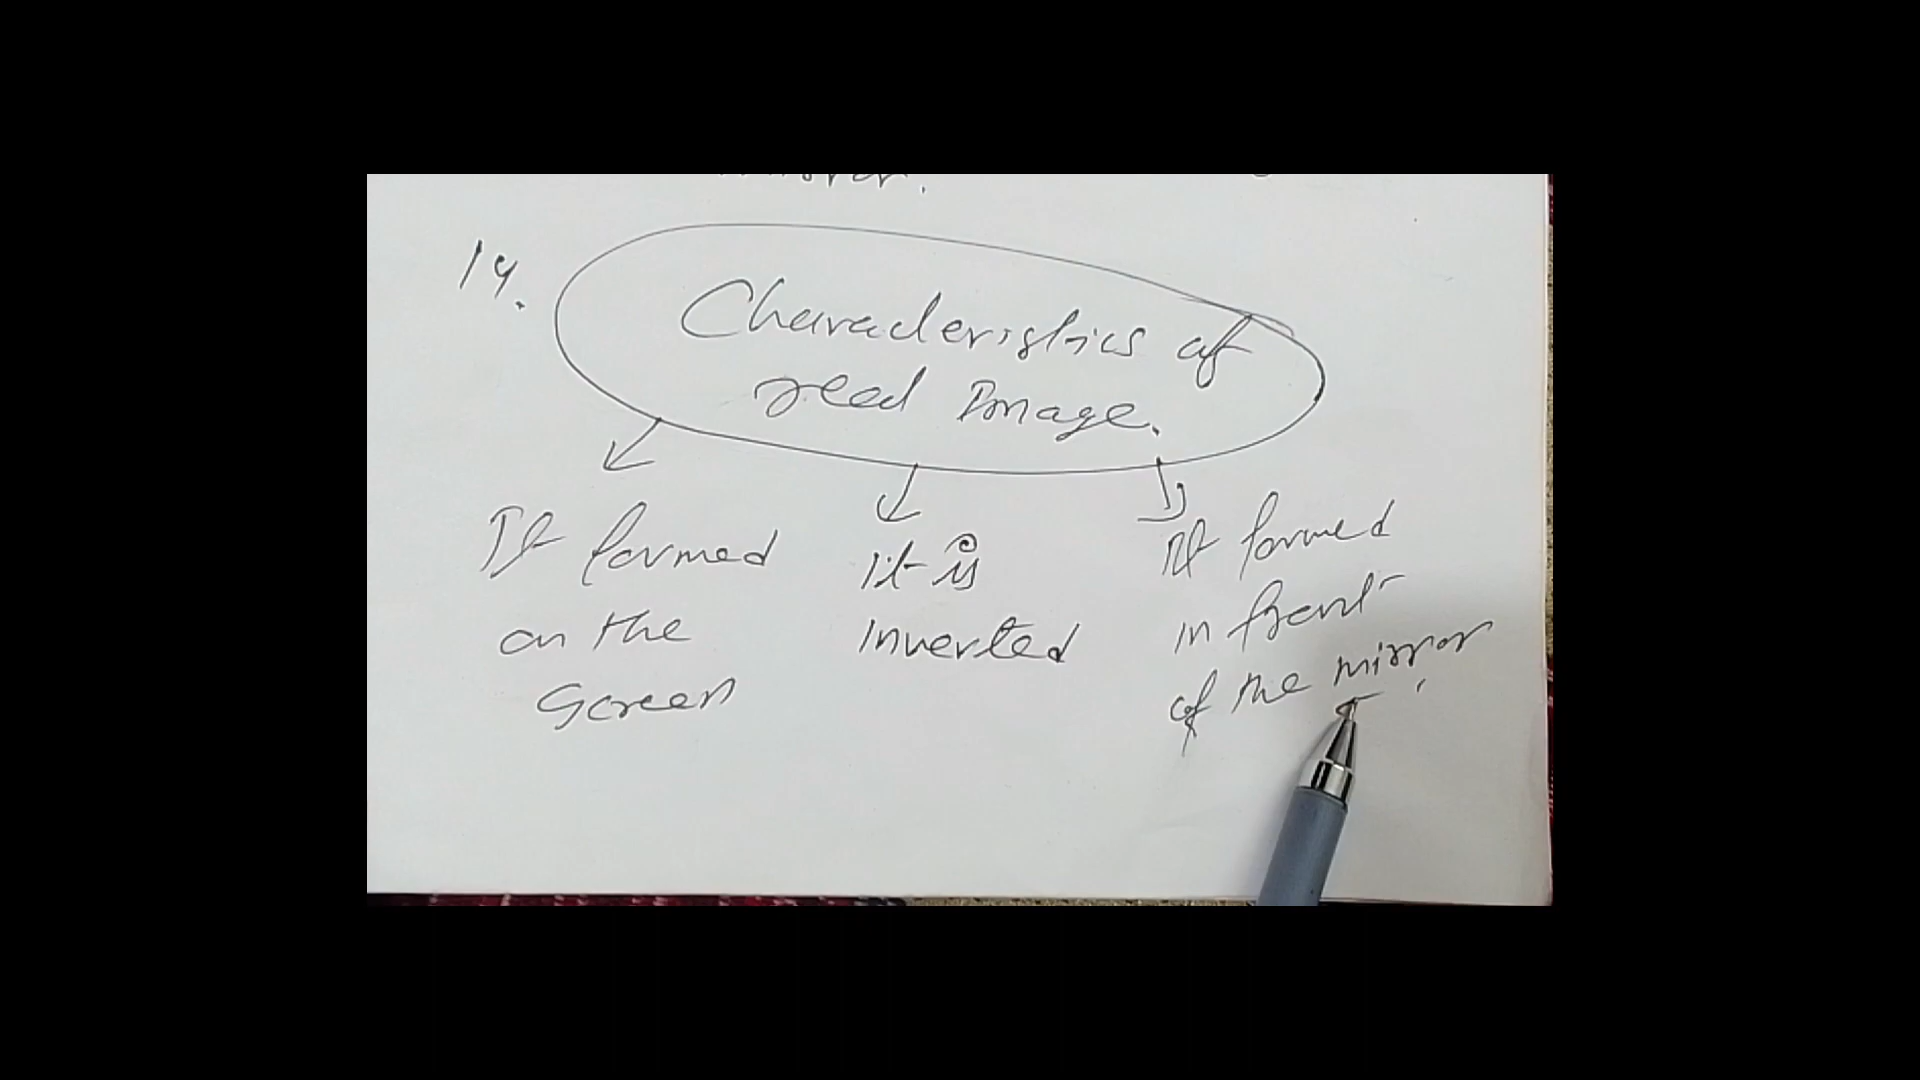 14.
Characteristics of
real Image.
It formed
on the
Screen
it is
inverted
It formed
in front
of the mirror